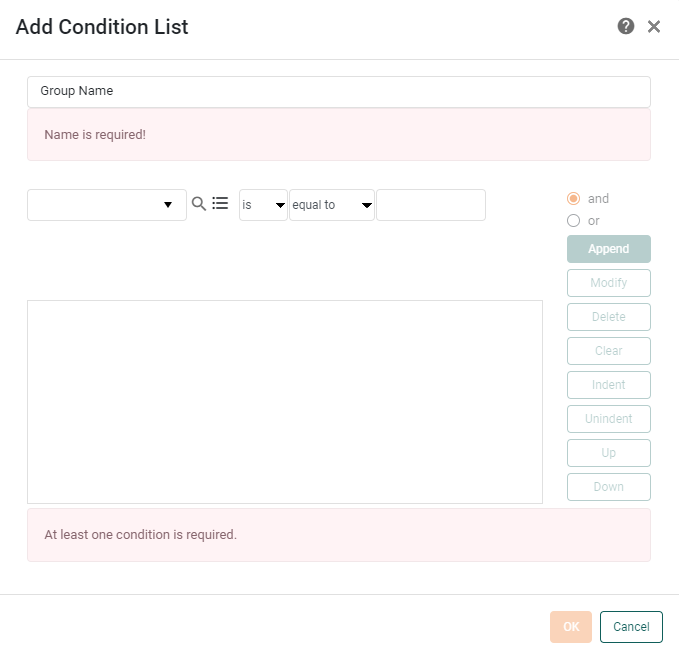 Add Condition List
Group Name
Name is required!
is
equal to
and
or
Append
Modify
Delete
Clear
Indent
Unindent
Up
Down
At least one condition is required.
OK
Cancel